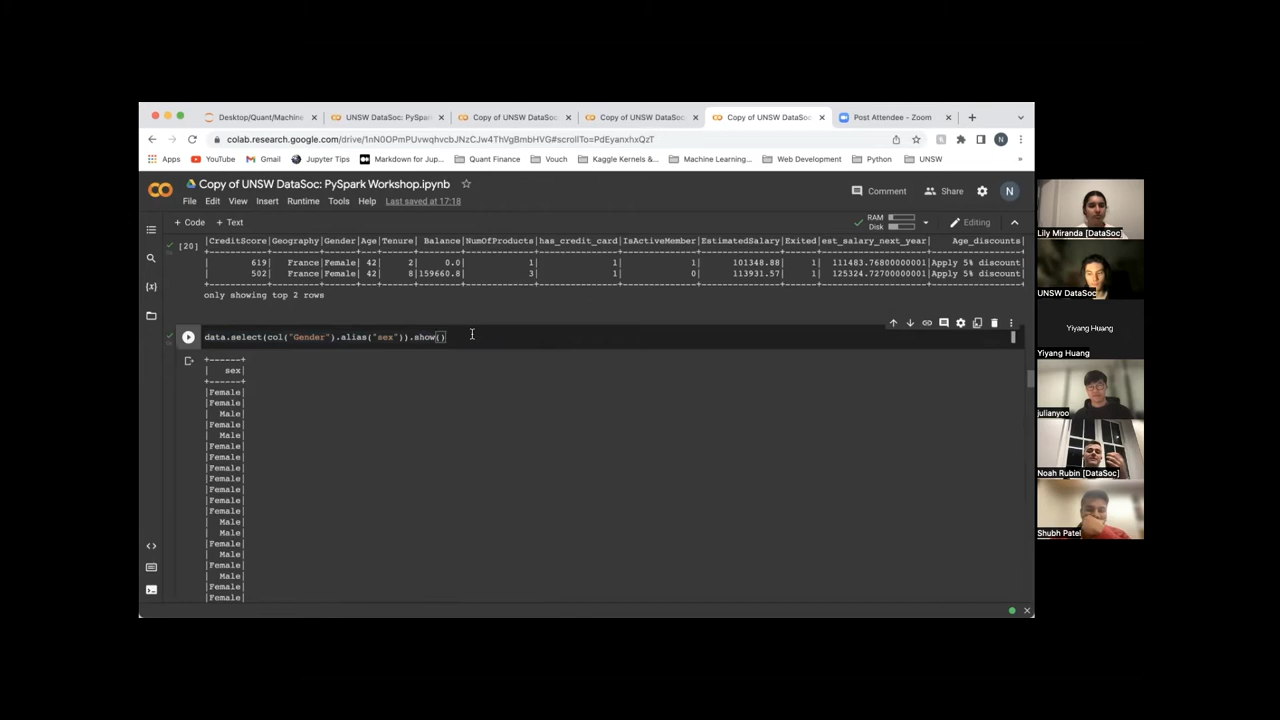 Desktop/Quant/Machine
UNSW DataSoc: PySpar
Copy of UNSW DataSoc:
Copy of UNSW DataSoc:
Copy of UNSW DataSoc:
Post Attendee - Zoom
colab.research.google.com/drive/1nN0OPmPUvwqhvcbJNzCJw4ThVgBmbHVG#scrollTo=PdEyanxhxQzT
Apps
YouTube
Gmail
Jupyter Tips
Markdown for Jup...
Quant Finance
Vouch
Kaggle Kernels &...
Machine Learning...
Web Development
Python
UNSW
»
Copy of UNSW DataSoc: PySpark Workshop.ipynb
Comment
Share
N
File Edit View Insert Runtime Tools Help Last saved at 17:18
+ Code + Text
RAM
Disk
Editing
[20] |CreditScore|Geography|Gender|Age|Tenure| Balance|NumOfProducts|has_credit_card|IsActiveMember|EstimatedSalary|Exited|est_salary_next_year| Age_discounts|
| 619| France|Female| 42| 2| 0.0| 1| 1| 1| 101348.88| 1| 111483.76800000001|Apply 5% discount|
| 502| France|Female| 42| 8|159660.8| 3| 1| 0| 113931.57| 1| 125324.72700000001|Apply 5% discount|
only showing top 2 rows
data.select(col("Gender").alias("sex")).show()
+------+
| sex|
+------+
|Female|
|Female|
| Male|
|Female|
| Male|
|Female|
|Female|
|Female|
|Female|
|Female|
|Female|
|Female|
| Male|
| Male|
|Female|
| Male|
|Female|
| Male|
|Female|
|Female|
Lily Miranda [DataSoc]
UNSW DataSoc
Yiyang Huang
Yiyang Huang
julianyoo
Noah Rubin [DataSoc]
Shubh Patel